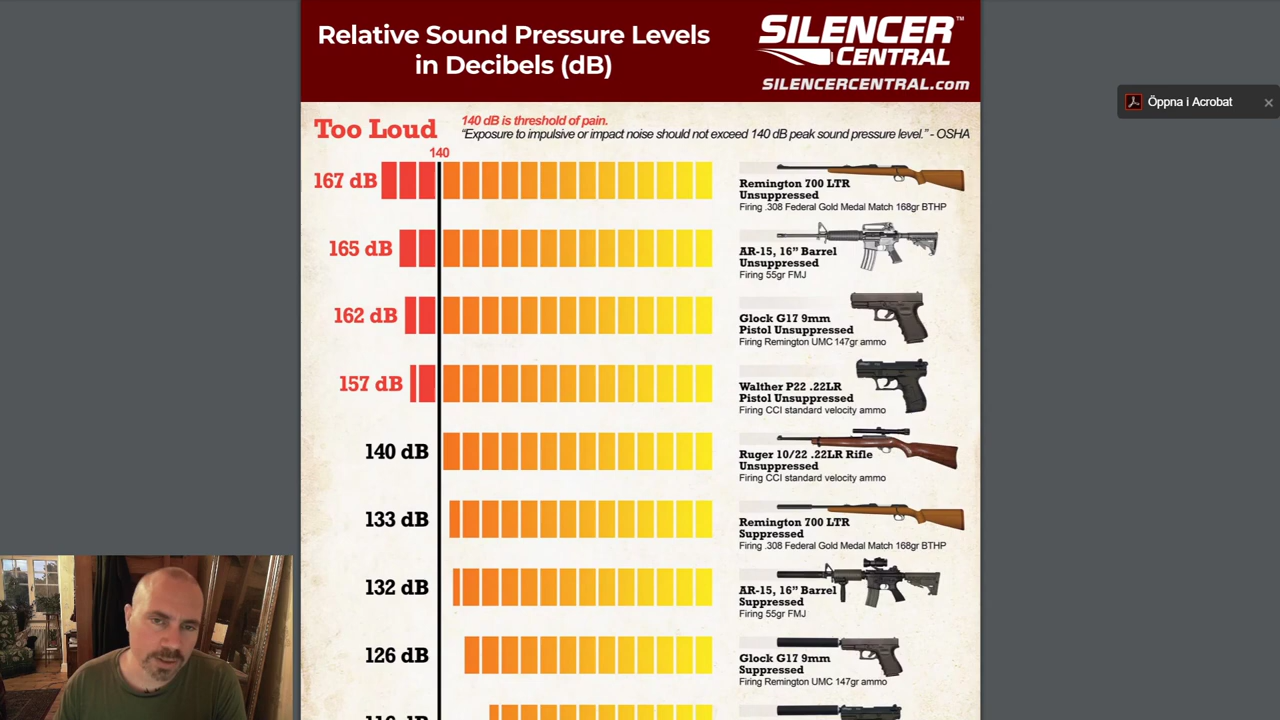 Relative Sound Pressure Levels
in Decibels (dB)
SILENCER™
CENTRAL
SILENCERCENTRAL.com
Öppna i Acrobat
Too Loud
140 dB is threshold of pain.
“Exposure to impulsive or impact noise should not exceed 140 dB peak sound pressure level.” - OSHA
140
167 dB
Remington 700 LTR
Unsuppressed
Firing .308 Federal Gold Medal Match 168gr BTHP
165 dB
AR-15, 16” Barrel
Unsuppressed
Firing 55gr FMJ
162 dB
Glock G17 9mm
Pistol Unsuppressed
Firing Remington UMC 147gr ammo
157 dB
Walther P22 .22LR
Pistol Unsuppressed
Firing CCI standard velocity ammo
140 dB
Ruger 10/22 .22LR Rifle
Unsuppressed
Firing CCI standard velocity ammo
133 dB
Remington 700 LTR
Suppressed
Firing .308 Federal Gold Medal Match 168gr BTHP
132 dB
AR-15, 16” Barrel
Suppressed
Firing 55gr FMJ
126 dB
Glock G17 9mm
Suppressed
Firing Remington UMC 147gr ammo